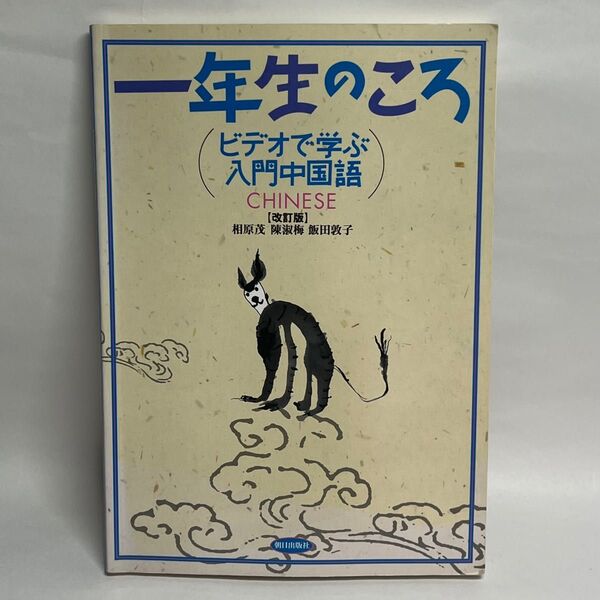 一年生のころ
ビデオで学ぶ
入門中国語
CHINESE
【改訂版】
相原茂 陳淑梅 飯田敦子
朝日出版社